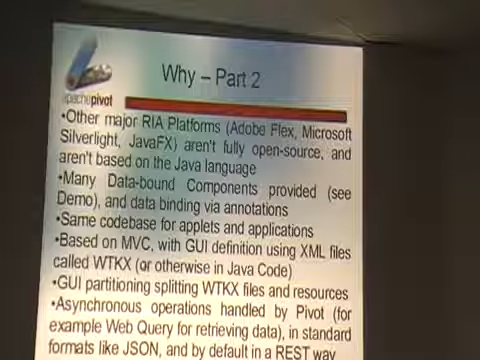 Why – Part 2
apachepivot
•Other major RIA Platforms (Adobe Flex, Microsoft
Silverlight, JavaFX) aren't fully open-source, and
aren't based on the Java language
•Many Data-bound Components provided (see
Demo), and data binding via annotations
•Same codebase for applets and applications
•Based on MVC, with GUI definition using XML files
called WTKX (or otherwise in Java Code)
•GUI partitioning splitting WTKX files and resources
•Asynchronous operations handled by Pivot (for
example Web Query for retrieving data), in standard
formats like JSON, and by default in a REST way